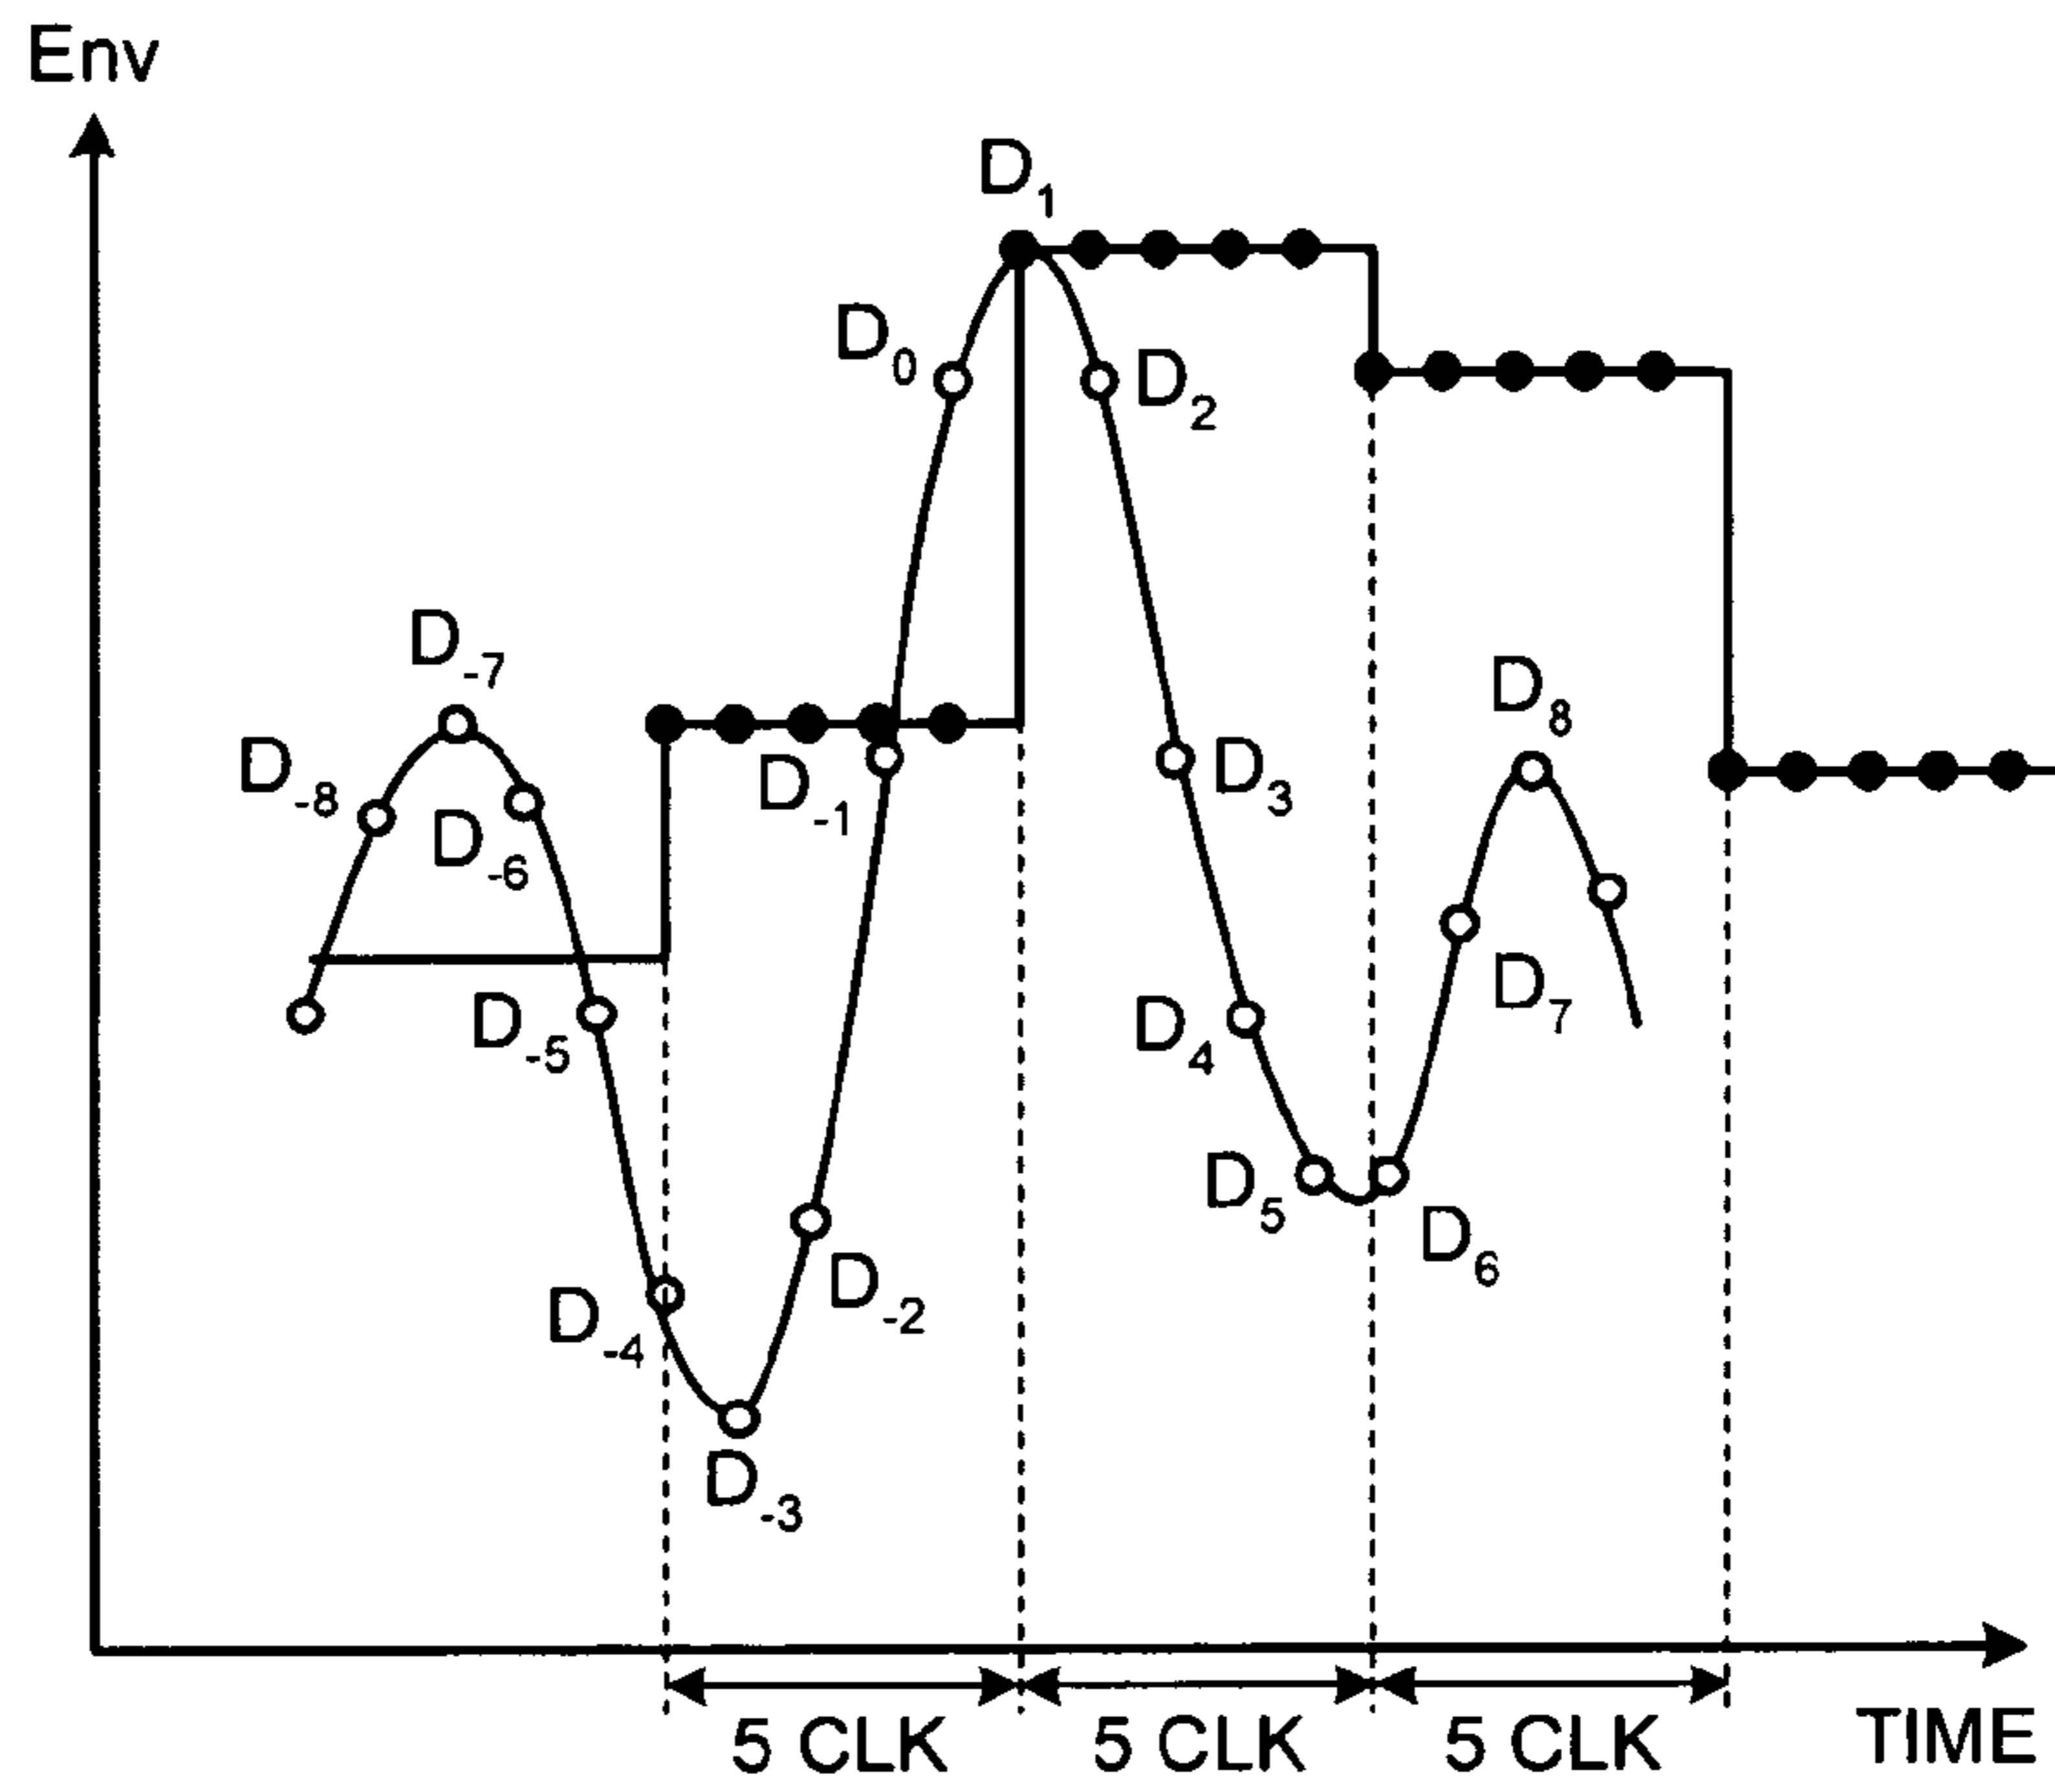 Env
D₁
D₀
D₂
D₋₇
D₋₈
D₋₆
D₋₁
D₃
D₈
D₋₅
D₄
D₇
D₅
D₆
D₋₄
D₋₂
D₋₃
5 CLK 5 CLK 5 CLK TIME